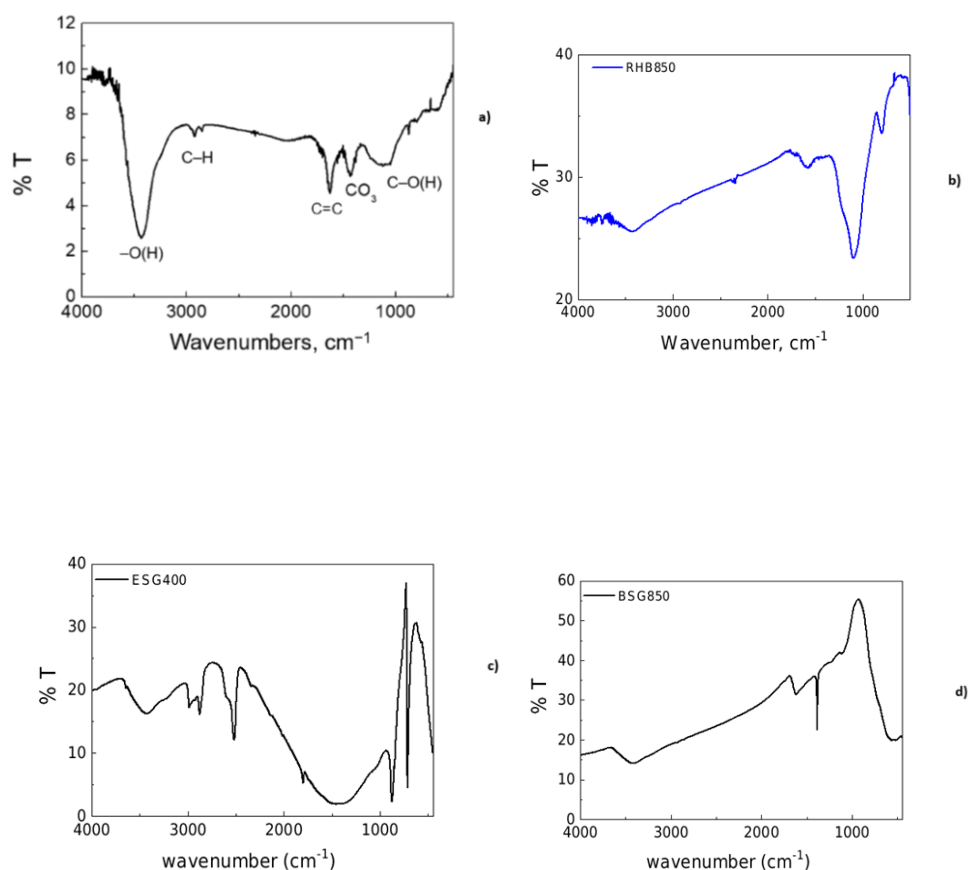 12
10
8
6
4
2
0
% T
–O(H)
C–H
C=C
CO₃
C–O(H)
4000 3000 2000 1000
Wavenumbers, cm⁻¹
a)
40
30
20
% T
RHB850
4000 3000 2000 1000
Wavenumber, cm⁻¹
b)
40
30
20
10
0
% T
ESG400
4000 3000 2000 1000
wavenumber (cm⁻¹)
c)
60
50
40
30
20
10
0
% T
BSG850
4000 3000 2000 1000
wavenumber (cm⁻¹)
d)